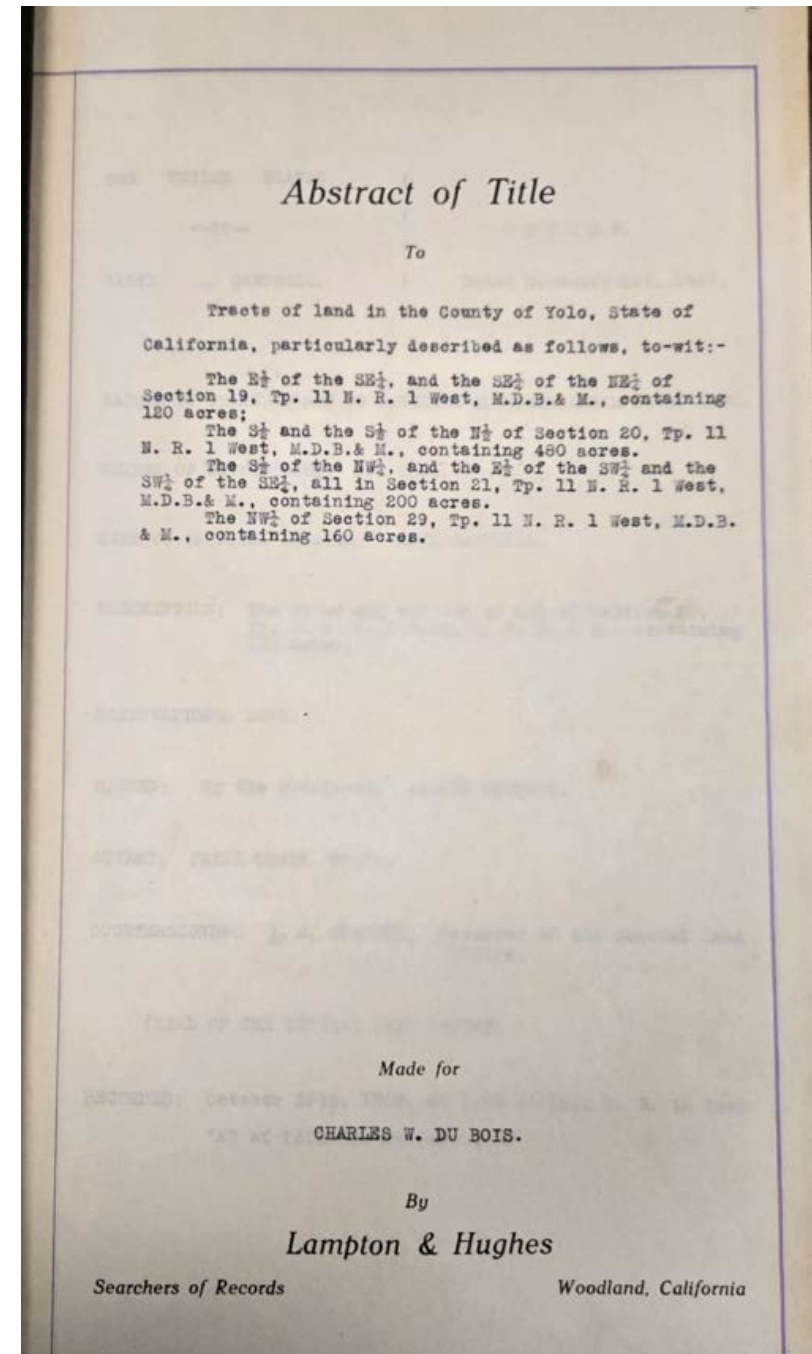 Abstract of Title
To
Tracts of land in the County of Yolo, State of
California, particularly described as follows, to-wit:-
The E½ of the SE¼, and the SE¼ of the NE¼ of
Section 19, Tp. 11 N. R. 1 West, M.D.B.& M., containing
120 acres;
The S½ and the S½ of the N½ of Section 20, Tp. 11
N. R. 1 West, M.D.B.& M., containing 480 acres.
The S½ of the NW¼, and the E½ of the SW¼ and the
SW¼ of the SE¼, all in Section 21, Tp. 11 N. R. 1 West,
M.D.B.& M., containing 200 acres.
The NW¼ of Section 29, Tp. 11 N. R. 1 West, M.D.B.
& M., containing 160 acres.
Made for
CHARLES W. DU BOIS.
By
Lampton & Hughes
Searchers of Records Woodland, California